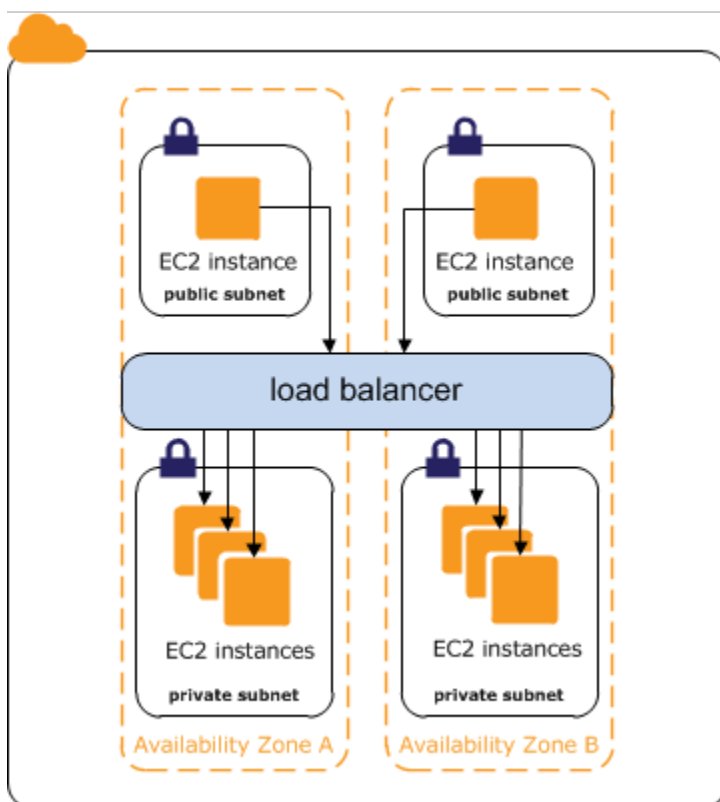 EC2 instance
public subnet
EC2 instance
public subnet
load balancer
EC2 instances
private subnet
EC2 instances
private subnet
Availability Zone A
Availability Zone B